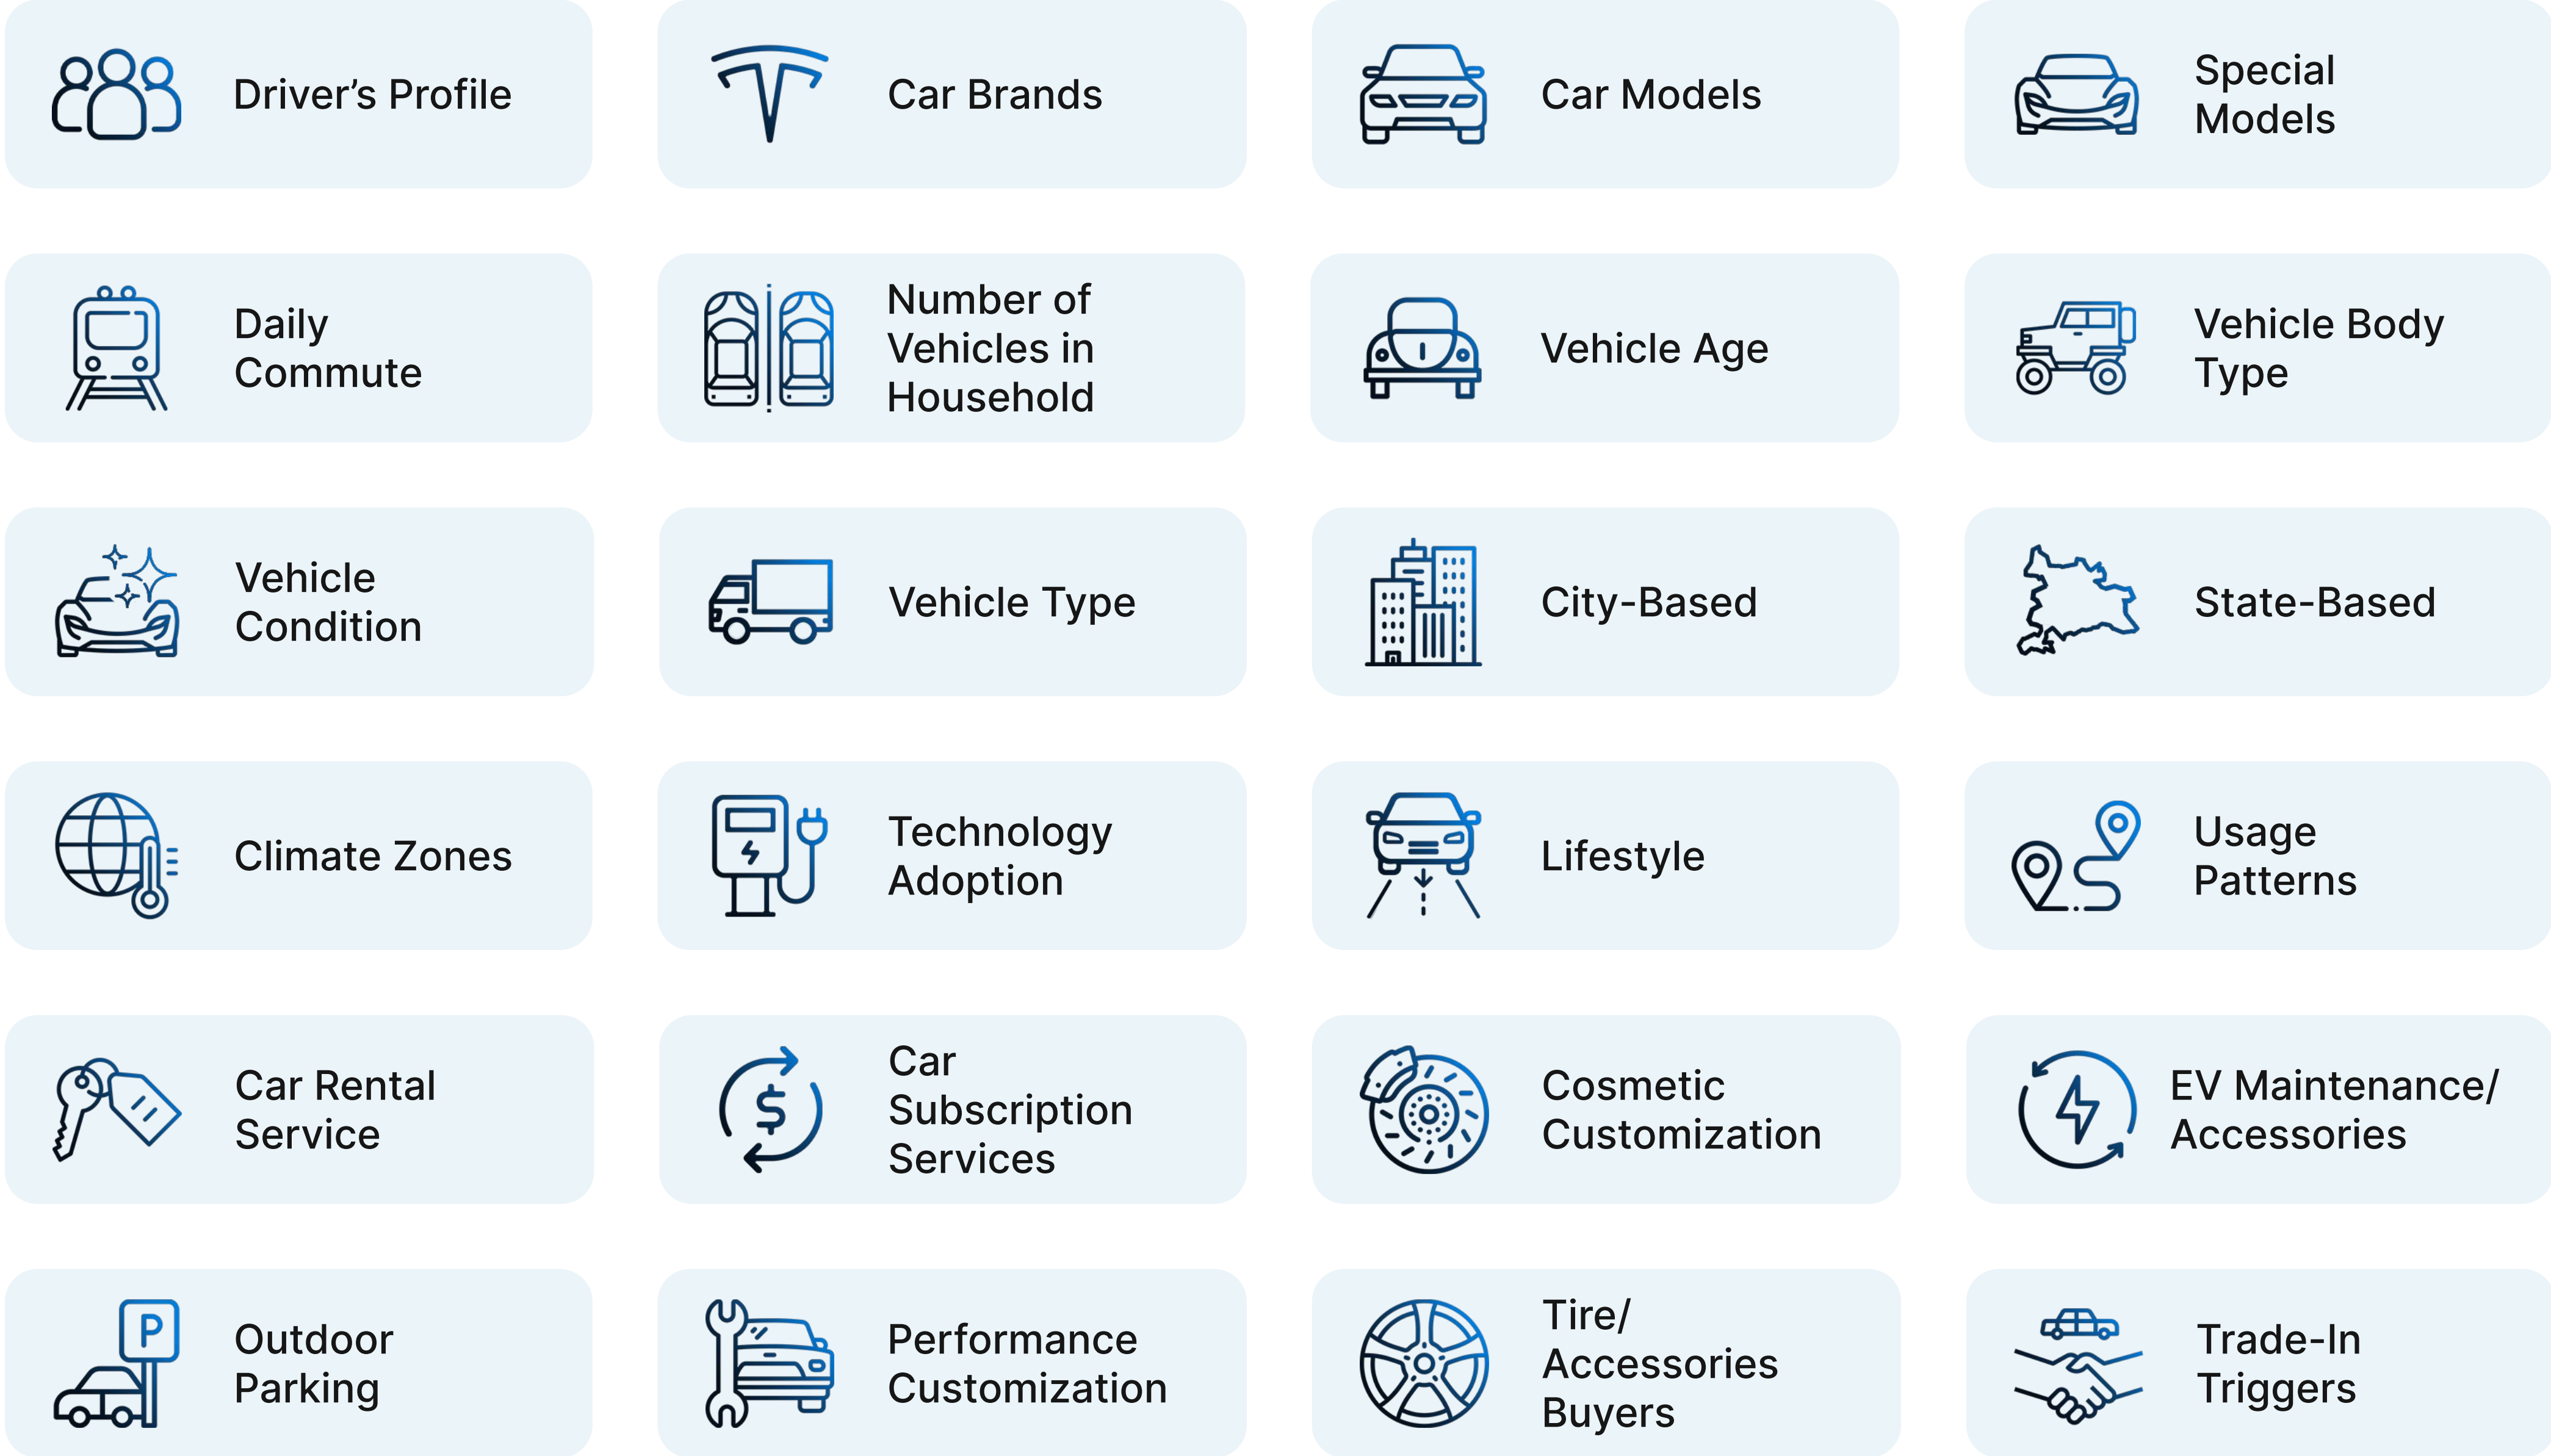 Driver’s Profile
Car Brands
Car Models
Special
Models
Daily
Commute
Number of
Vehicles in
Household
Vehicle Age
Vehicle Body
Type
Vehicle
Condition
Vehicle Type
City-Based
State-Based
Climate Zones
Technology
Adoption
Lifestyle
Usage
Patterns
Car Rental
Service
$
Car
Subscription
Services
Cosmetic
Customization
EV Maintenance/
Accessories
P
Outdoor
Parking
Performance
Customization
Tire/
Accessories
Buyers
Trade-In
Triggers